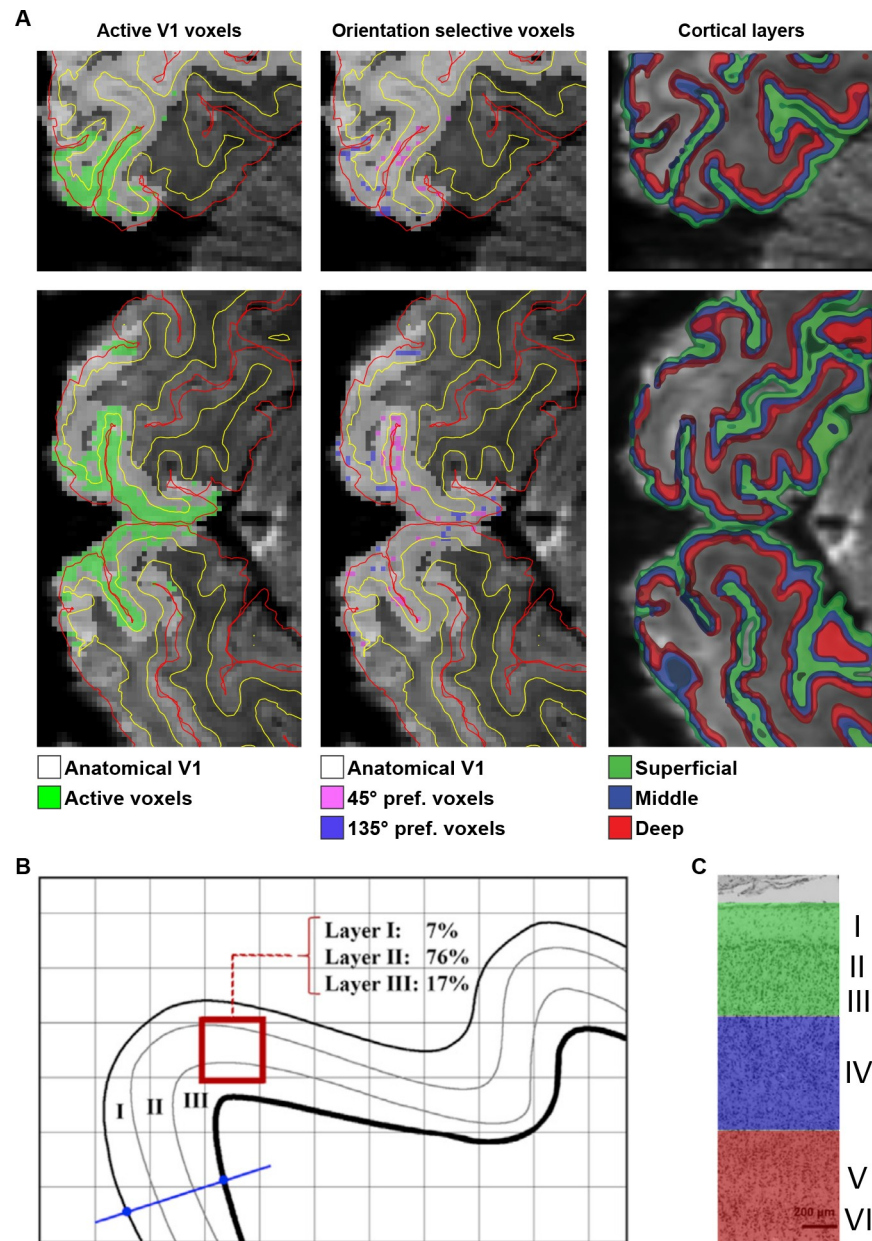 A
Active V1 voxels
Orientation selective voxels
Cortical layers
Anatomical V1
Active voxels
Anatomical V1
45° pref. voxels
135° pref. voxels
Superficial
Middle
Deep
B
Layer I: 7%
Layer II: 76%
Layer III: 17%
I II III
C
I
II
III
IV
V
VI
200 µm